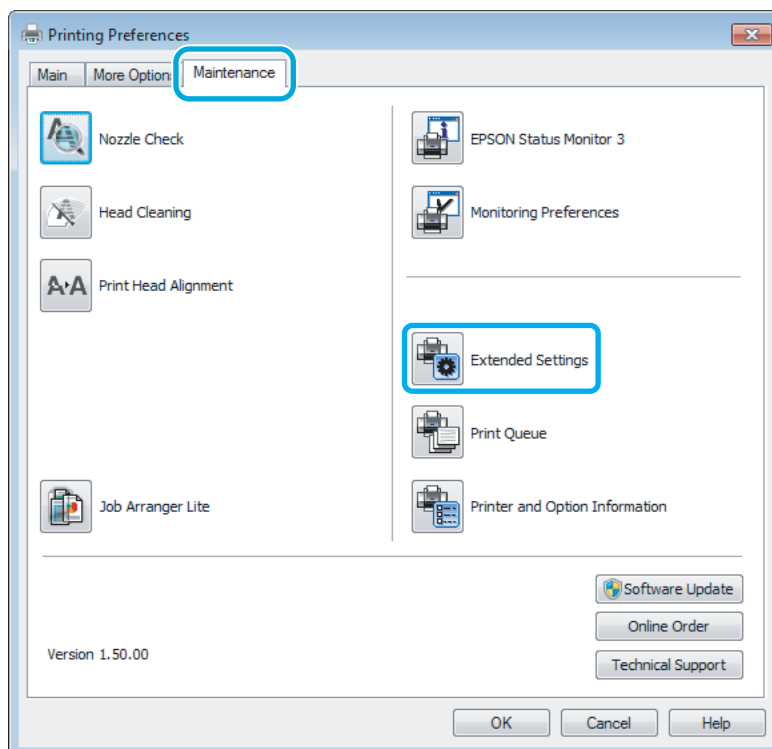 Printing Preferences
Main
More Option
Maintenance
Nozzle Check
Head Cleaning
A A Print Head Alignment
Job Arranger Lite
EPSON Status Monitor 3
Monitoring Preferences
Extended Settings
Print Queue
Printer and Option Information
Version 1.50.00
Software Update
Online Order
Technical Support
OK
Cancel
Help